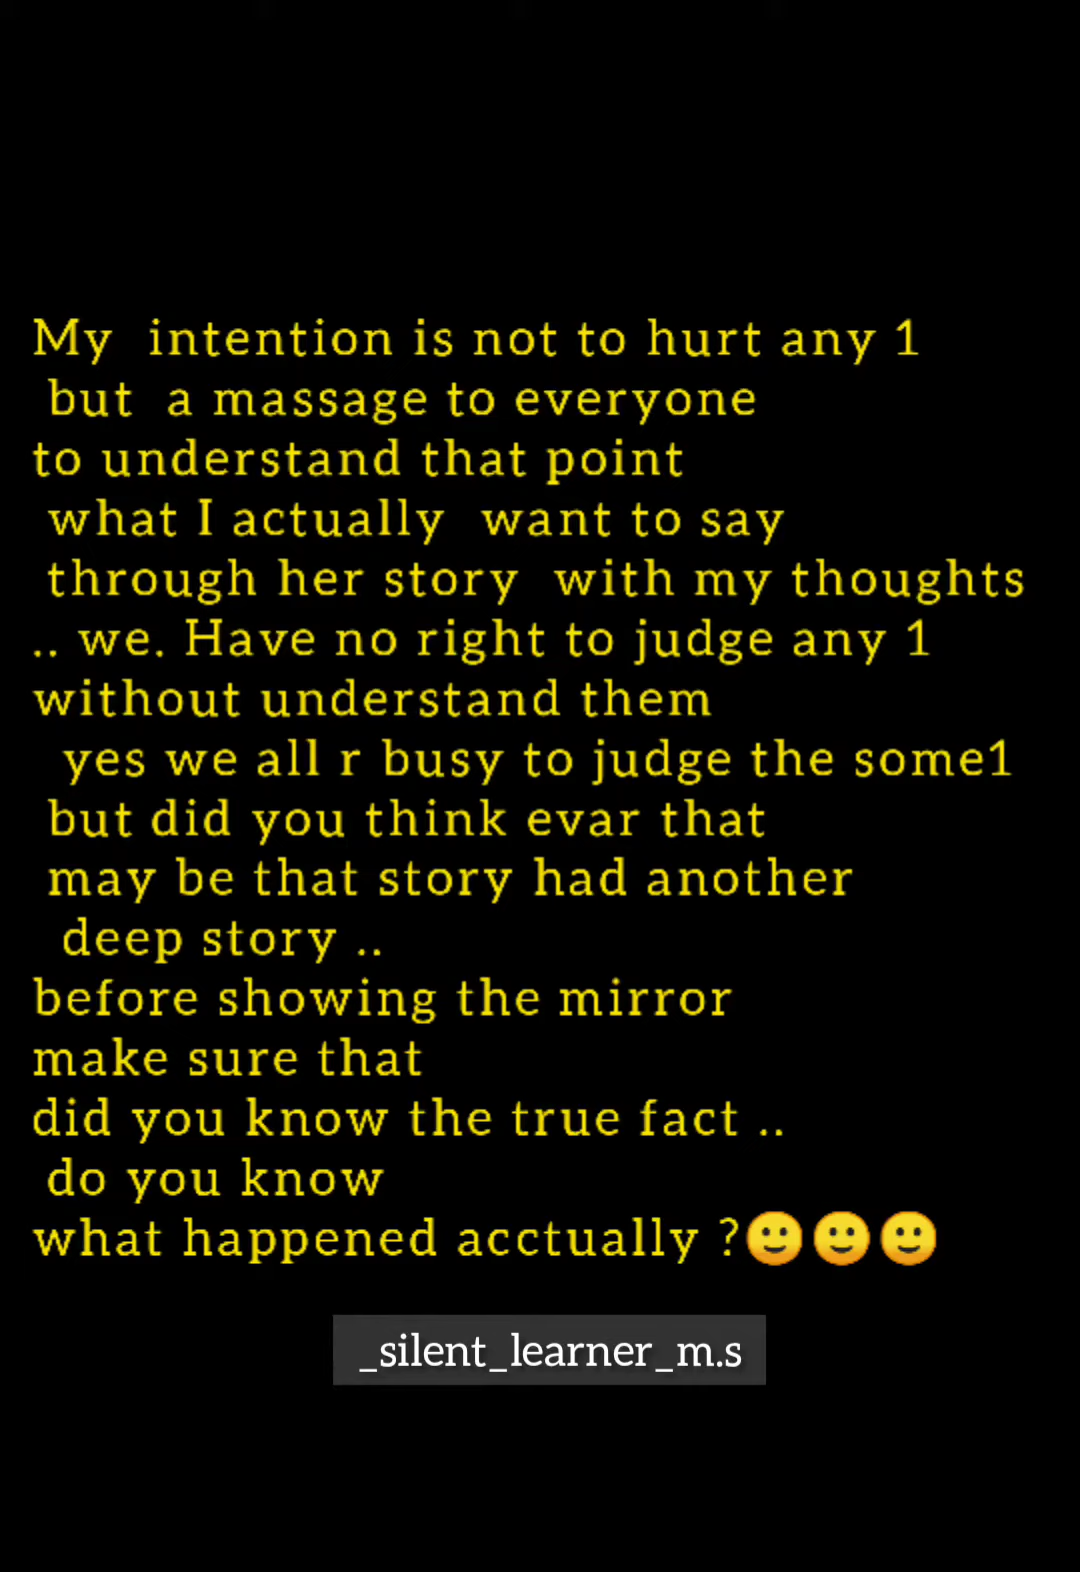 My intention is not to hurt any 1
but a massage to everyone
to understand that point
what I actually want to say
through her story with my thoughts
.. we. Have no right to judge any 1
without understand them
yes we all r busy to judge the some1
but did you think evar that
may be that story had another
deep story ..
before showing the mirror
make sure that
did you know the true fact ..
do you know
what happened acctually ?🙂🙂🙂
_silent_learner_m.s